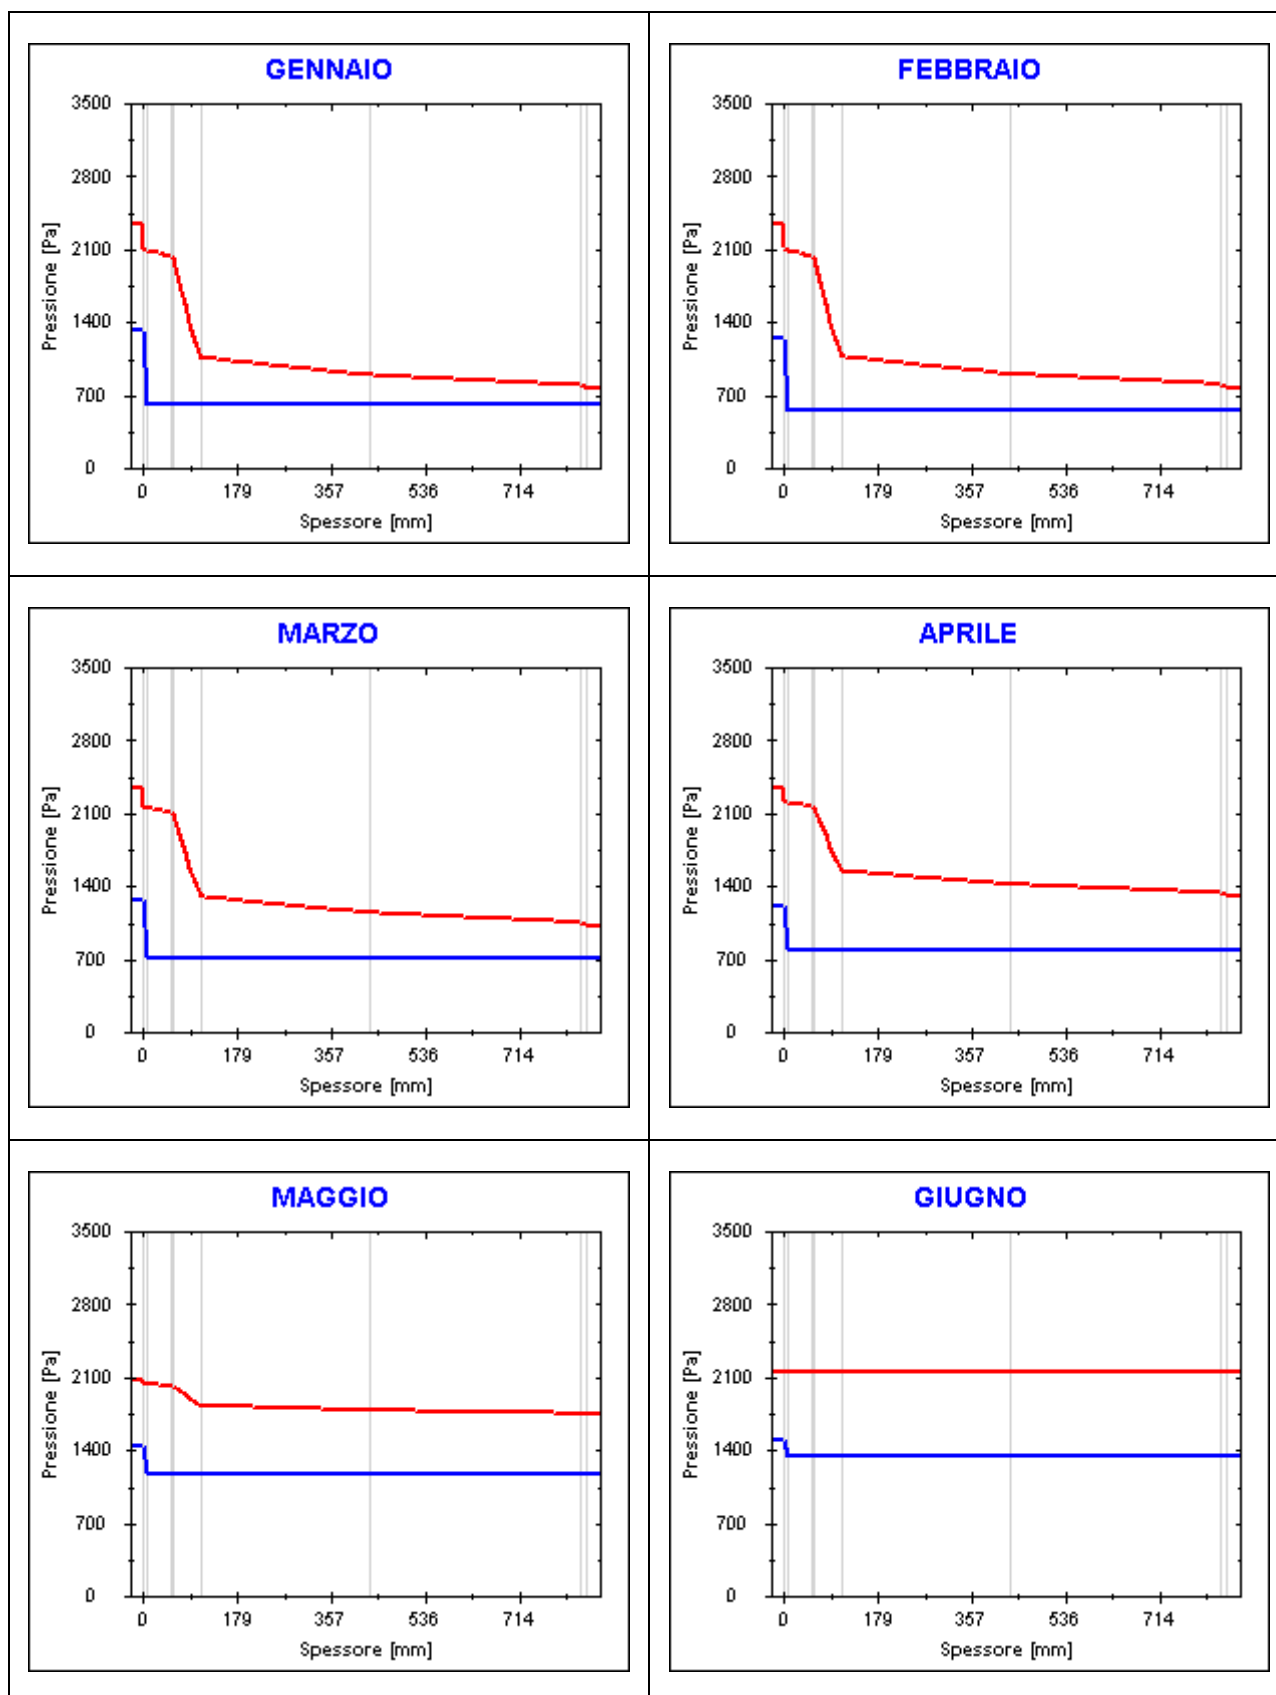 GENNAIO
3500
2800
2100
1400
700
0
Pressione [Pa]
0 179 357 536 714
Spessore [mm]
FEBBRAIO
3500
2800
2100
1400
700
0
Pressione [Pa]
0 179 357 536 714
Spessore [mm]
MARZO
3500
2800
2100
1400
700
0
Pressione [Pa]
0 179 357 536 714
Spessore [mm]
APRILE
3500
2800
2100
1400
700
0
Pressione [Pa]
0 179 357 536 714
Spessore [mm]
MAGGIO
3500
2800
2100
1400
700
0
Pressione [Pa]
0 179 357 536 714
Spessore [mm]
GIUGNO
3500
2800
2100
1400
700
0
Pressione [Pa]
0 179 357 536 714
Spessore [mm]